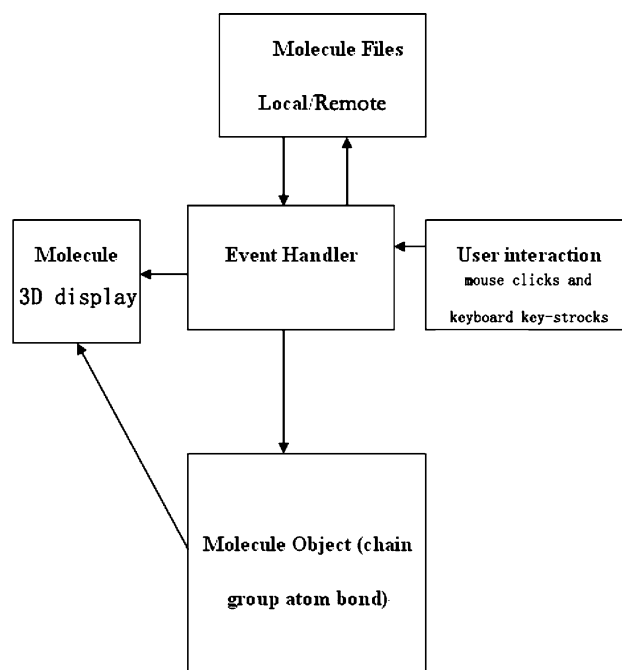 Molecule Files
Local/Remote
Molecule
3D display
Event Handler
User interaction
mouse clicks and
keyboard key-strocks
Molecule Object (chain
group atom bond)